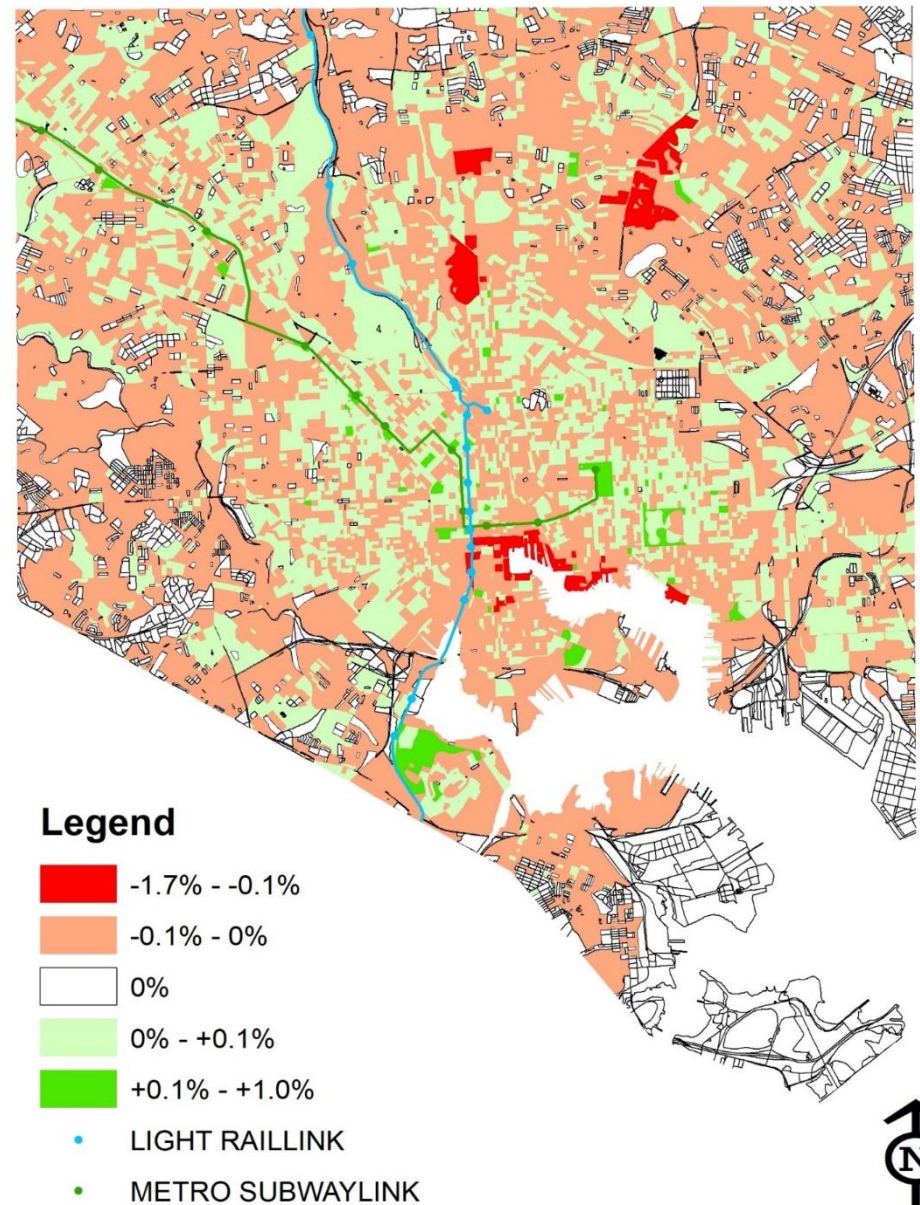 Legend
-1.7% - -0.1%
-0.1% - 0%
0%
0% - +0.1%
+0.1% - +1.0%
LIGHT RAILLINK
METRO SUBWAYLINK
N